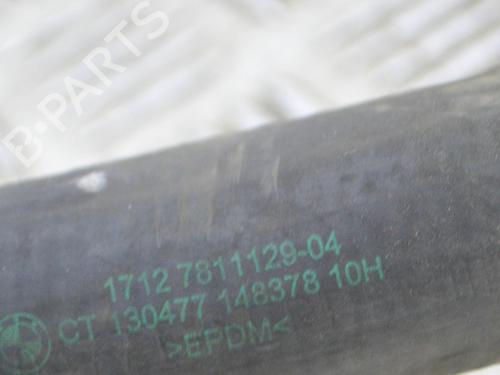 B-PARTS
1712 7811129-04
CT 130477 148378 10H
>EPDM<